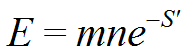 $E = mne^{-S'}$